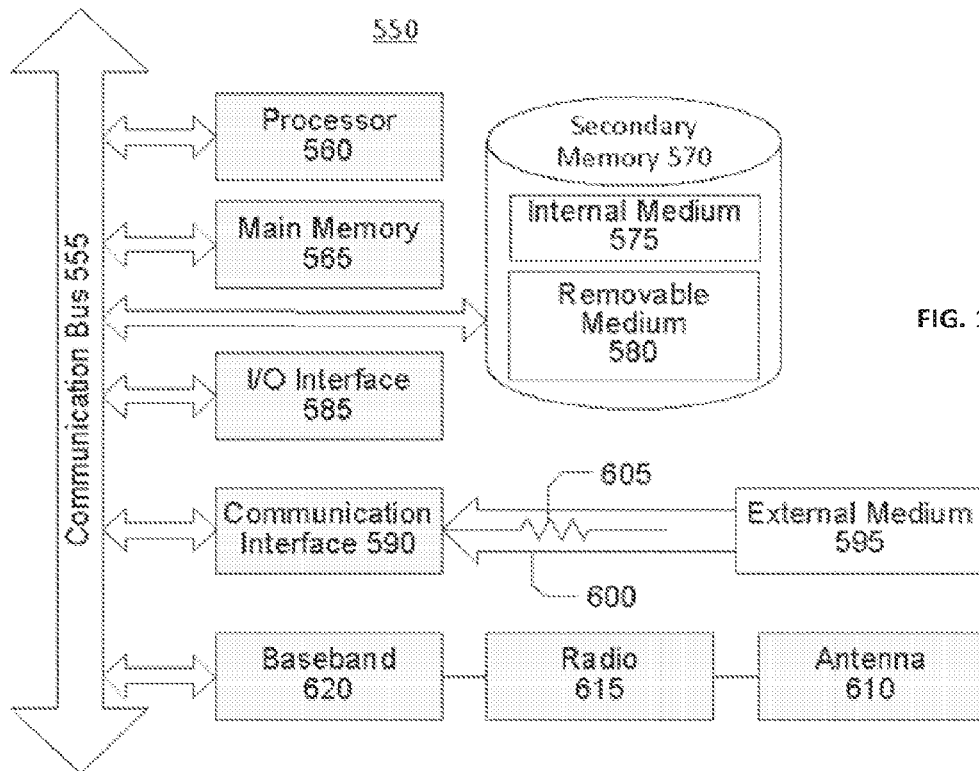 550
Processor
560
Secondary
Memory 570
Internal Medium
575
Main Memory
565
Removable
Medium
580
FIG.
I/O Interface
585
Communication Bus 555
605
Communication
Interface 590
External Medium
595
600
Baseband
620
Radio
615
Antenna
610